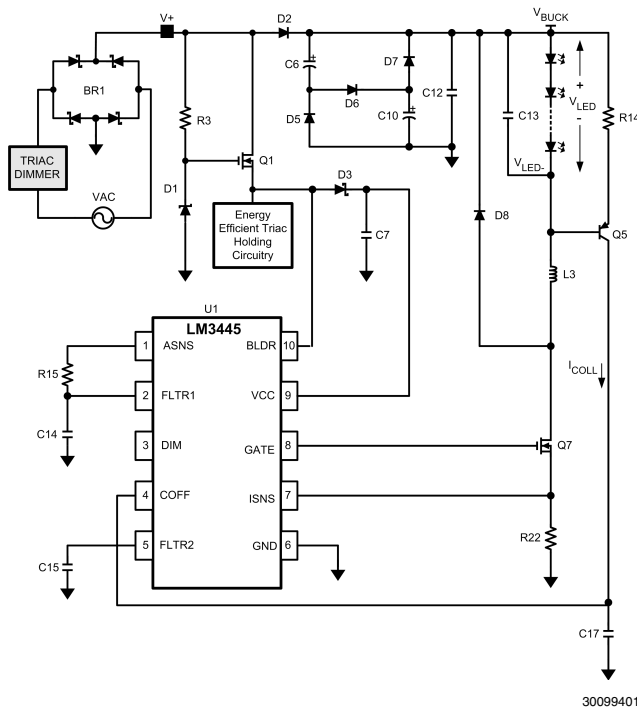 V+
D2
VBUCK
C6
+
D7
BR1
R3
D6
C12
C13
+
VLED
-
R14
D5
C10
+
Q1
VLED-
TRIAC
DIMMER
D1
D3
VAC
Energy
Efficient Triac
Holding
Circuitry
C7
D8
Q5
L3
U1
LM3445
1
ASNS
BLDR
10
R15
ICOLL
2
FLTR1
VCC
9
C14
3
DIM
GATE
8
Q7
4
COFF
ISNS
7
R22
5
FLTR2
GND
6
C15
C17
30099401